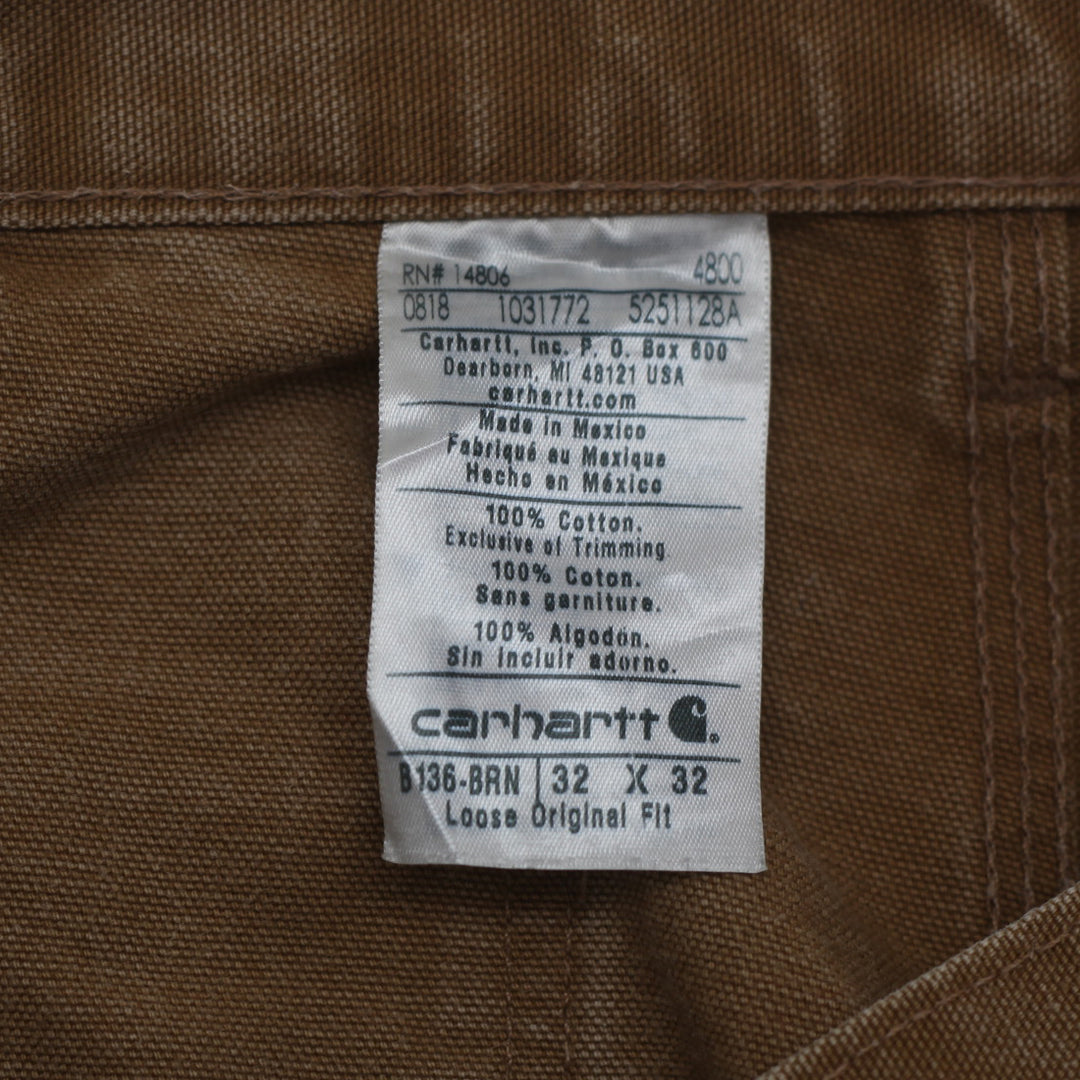 RN# 14806 4800
0818 1031772 5251128A
Carhartt, Inc. P. O. Box 600
Dearborn, MI 48121 USA
carhartt.com
Made in Mexico
Fabriqué au Mexique
Hecho en México
100% Cotton.
Exclusive of Trimming
100% Coton.
Sans garniture.
100% Algodón.
Sin incluir adorno.
carhartt
B136-BRN 32 X 32
Loose Original Fit